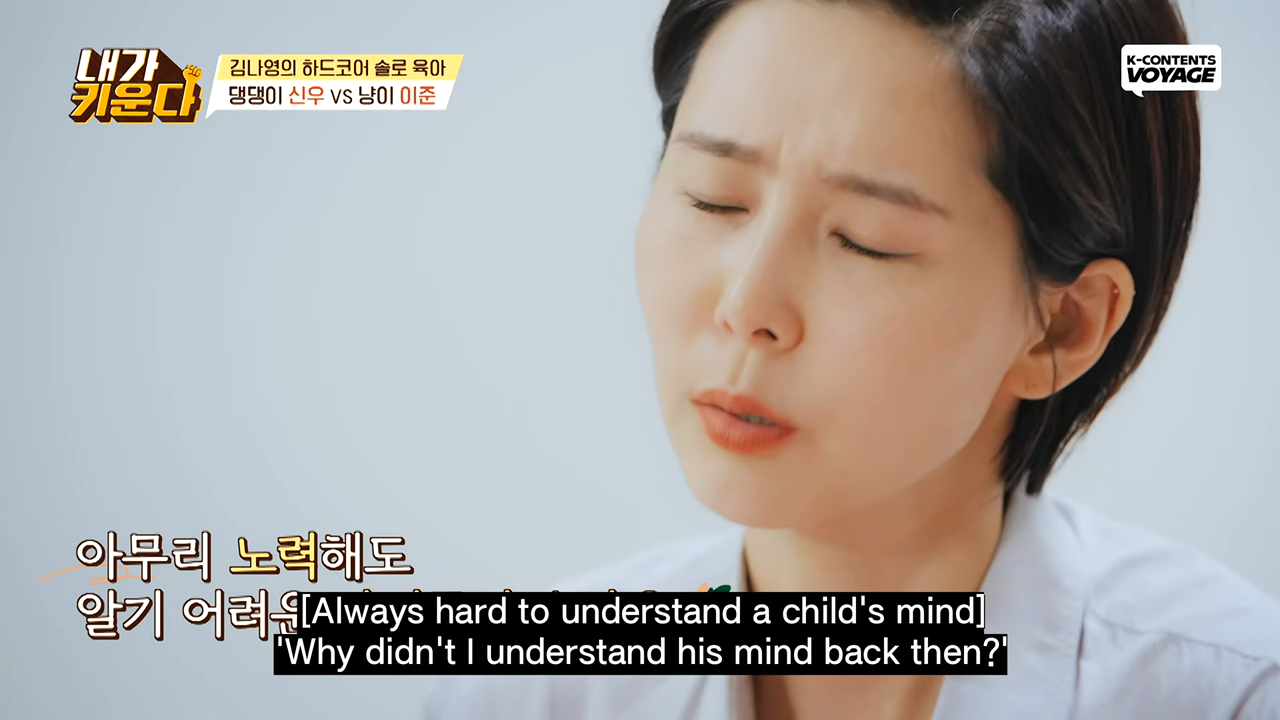 내가
키운다
김나영의 하드코어 솔로 육아
댕댕이 신우 VS 냥이 이준
K-CONTENTS
VOYAGE
아무리 노력해도
알기 어려운
[Always hard to understand a child's mind]
'Why didn't I understand his mind back then?'